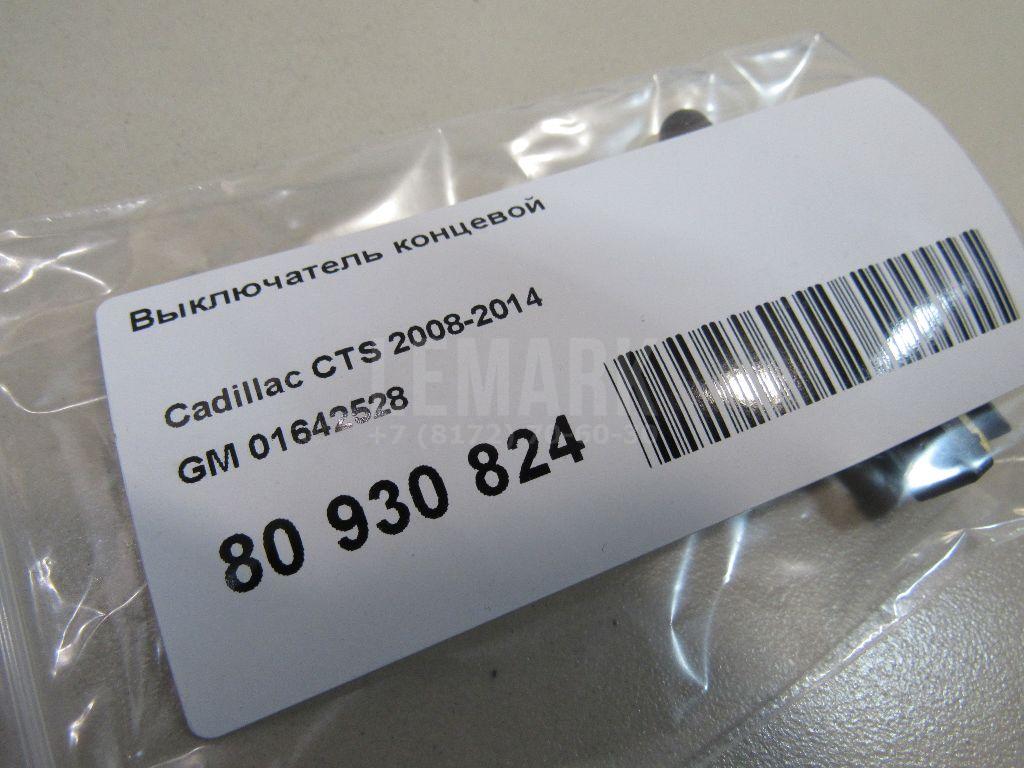 Выключатель концевой
Cadillac CTS 2008-2014
GM 01642528
80 930 824